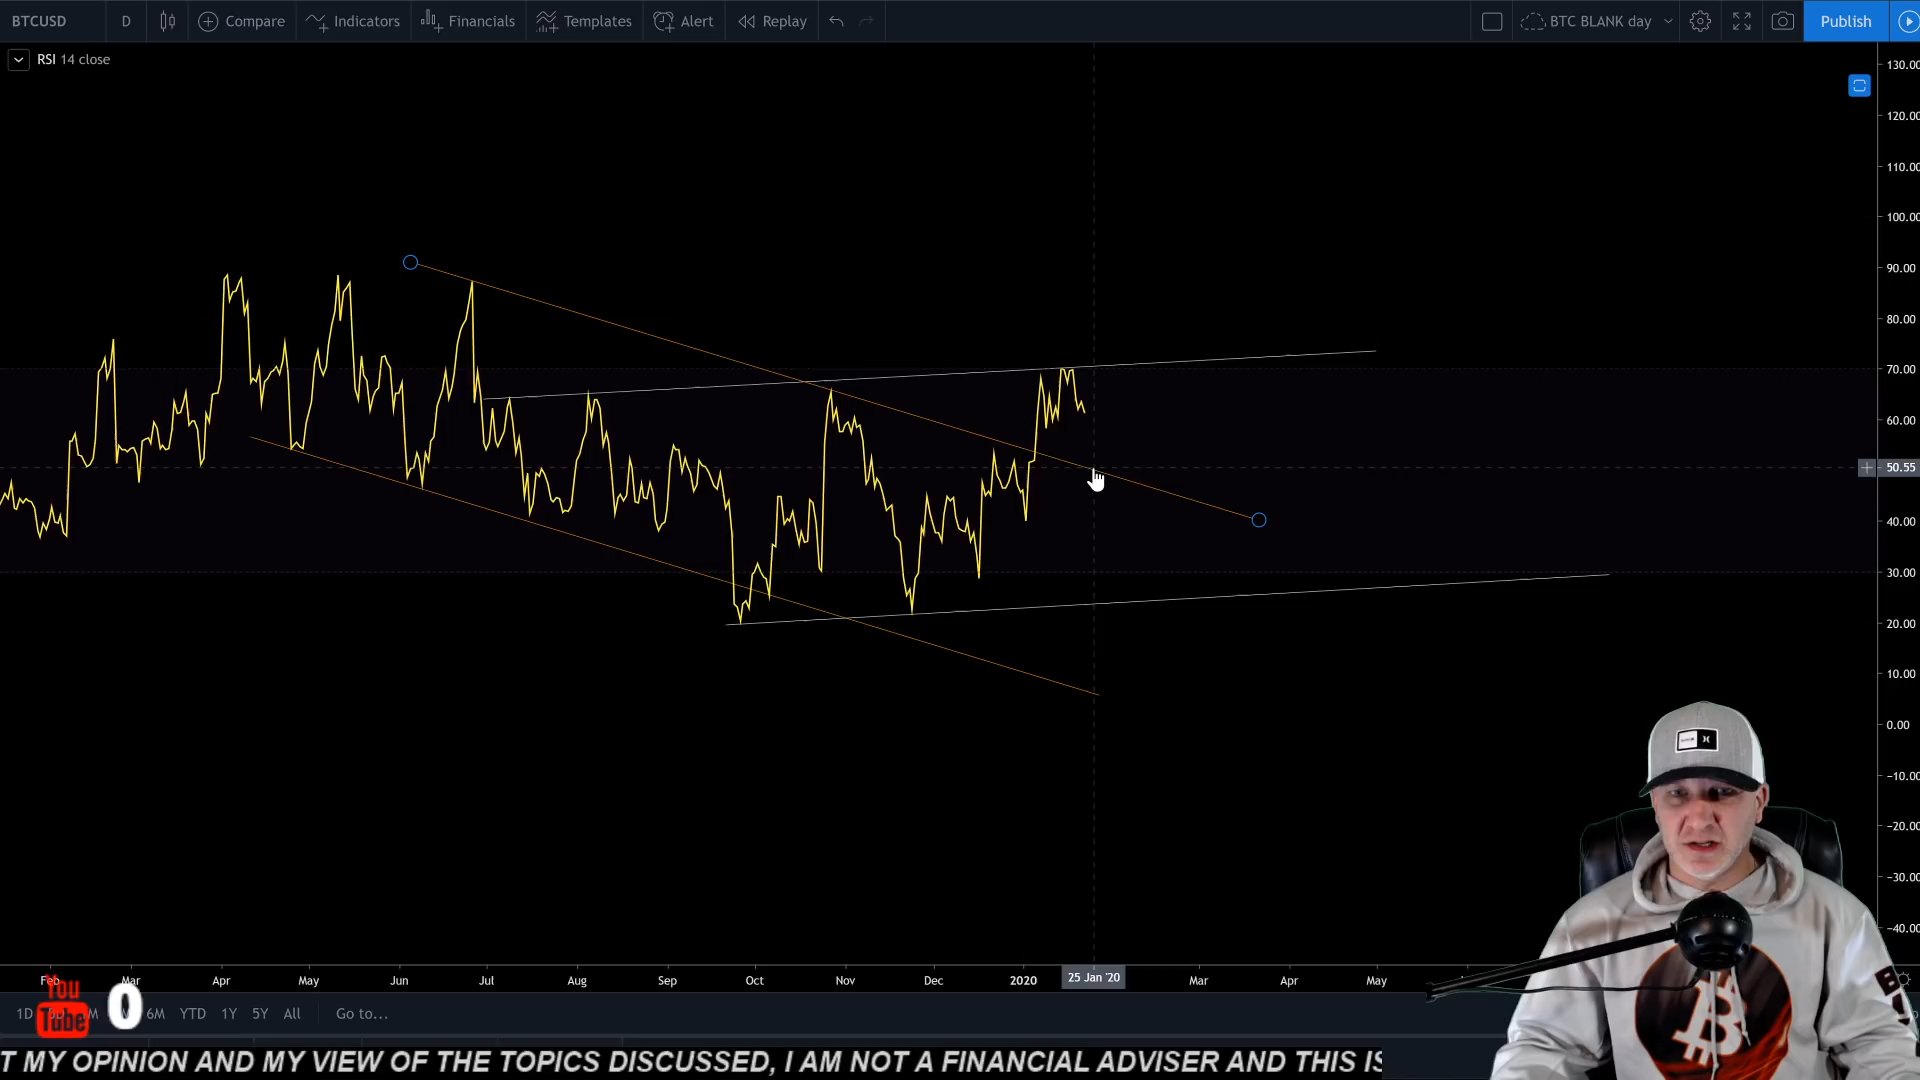 BTCUSD D Compare Indicators Financials Templates Alert Replay BTC BLANK day Publish
RSI 14 close
130.00
120.00
110.00
100.00
90.00
80.00
70.00
60.00
50.55
40.00
30.00
20.00
10.00
0.00
−10.00
−20.00
−30.00
−40.00
Feb Mar Apr May Jun Jul Aug Sep Oct Nov Dec 2020 25 Jan '20 Mar Apr May
1D 6M YTD 1Y 5Y All Go to...
You
Tube
0
T MY OPINION AND MY VIEW OF THE TOPICS DISCUSSED, I AM NOT A FINANCIAL ADVISER AND THIS IS